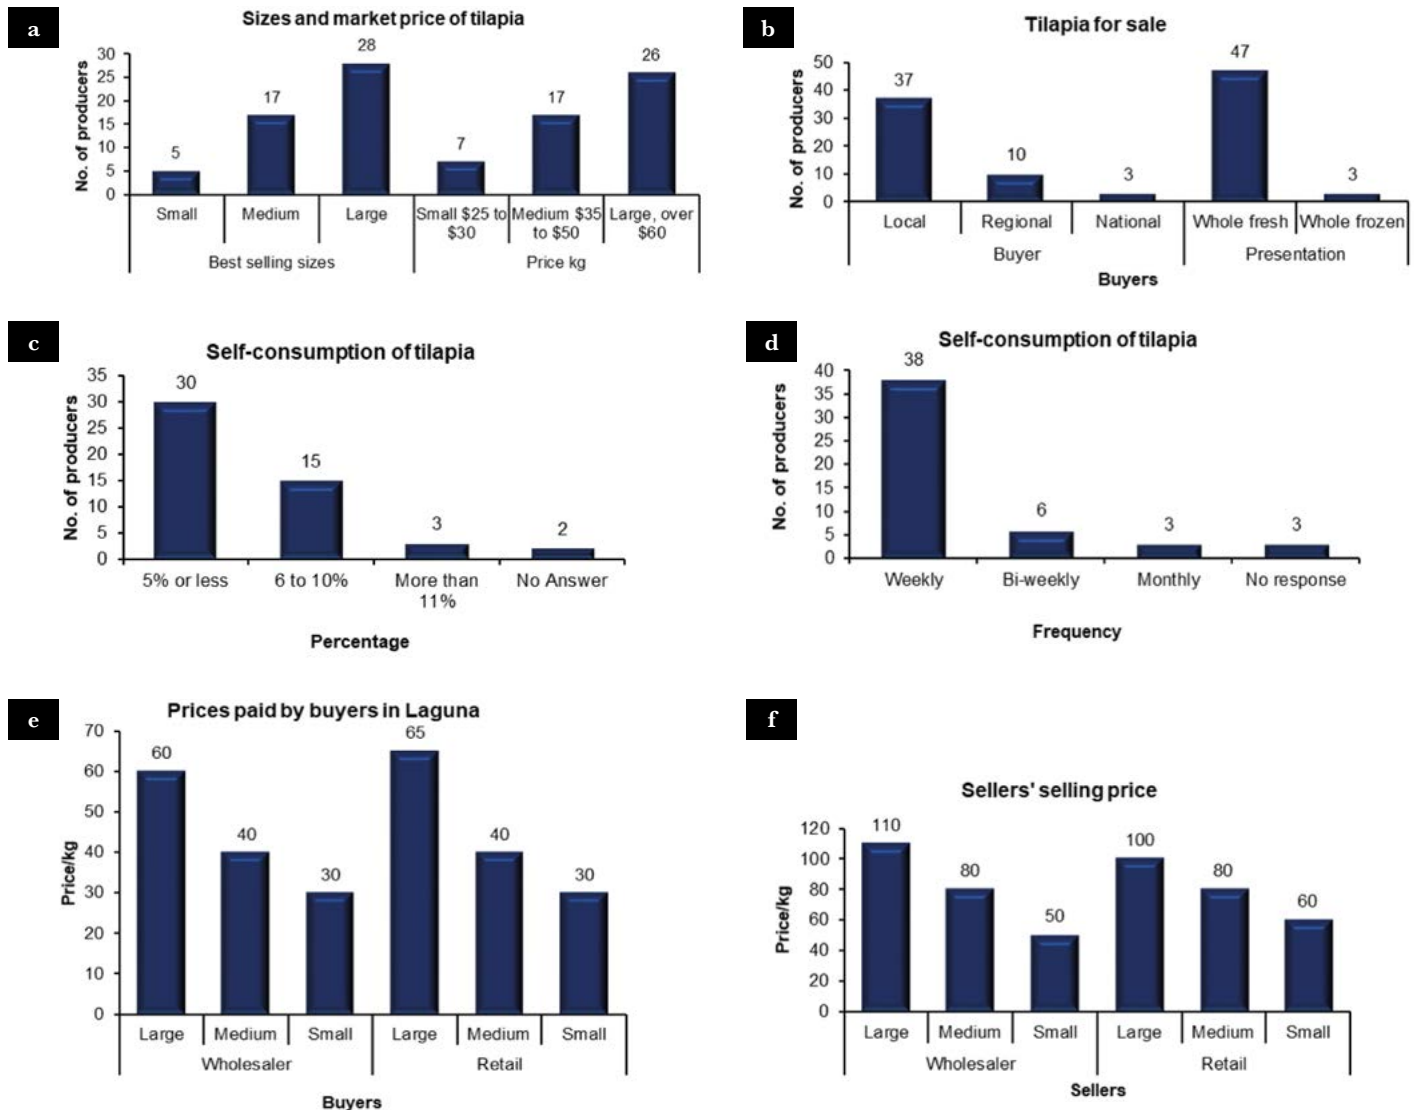 a
Sizes and market price of tilapia
No. of producers
30
25
20
15
10
5
0
5
17
28
7
17
26
Small
Medium
Large
Small $25 to
$30
Medium $35
to $50
Large, over
$60
Best selling sizes
Price kg
b
Tilapia for sale
No. of producers
50
40
30
20
10
0
37
10
3
47
3
Local
Regional
National
Whole fresh
Whole frozen
Buyer
Presentation
Buyers
c
Self-consumption of tilapia
No. of producers
35
30
25
20
15
10
5
0
30
15
3
2
5% or less
6 to 10%
More than
11%
No Answer
Percentage
d
Self-consumption of tilapia
No. of producers
40
35
30
25
20
15
10
5
0
38
6
3
3
Weekly
Bi-weekly
Monthly
No response
Frequency
e
Prices paid by buyers in Laguna
Price/kg
70
60
50
40
30
20
10
0
60
40
30
65
40
30
Large
Medium
Small
Large
Medium
Small
Wholesaler
Retail
Buyers
f
Sellers' selling price
Price/kg
120
100
80
60
40
20
0
110
80
50
100
80
60
Large
Medium
Small
Large
Medium
Small
Wholesaler
Retail
Sellers